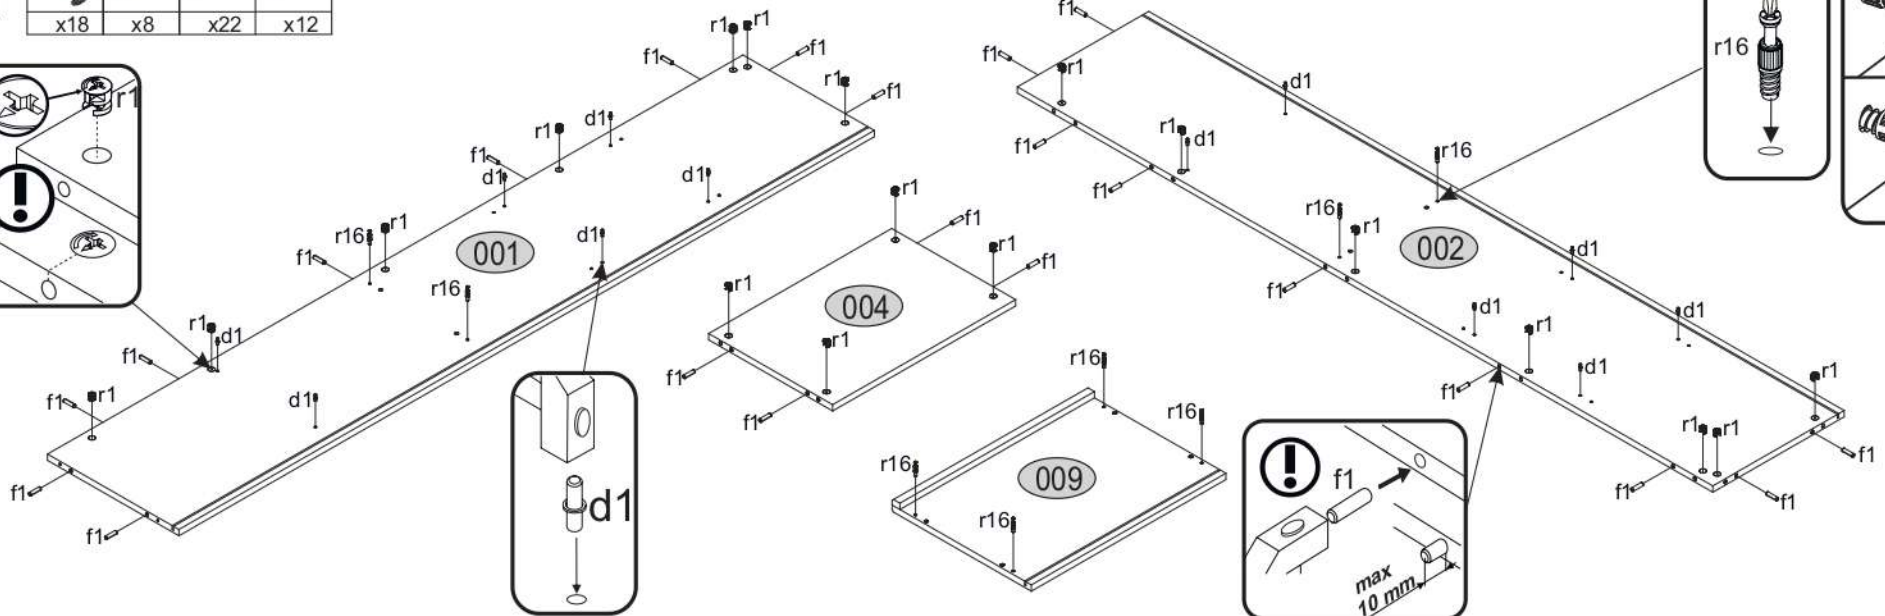 x18 x8 x22 x12
r1
f1 r1 r1 f1
r1 f1
f1 r1 d1
d1 d1
r16 r1 001 d1
f1 r16
r1 d1
f1
f1 r1 d1
f1
f1
d1
r1 f1
r1 f1
r1 004
r1
f1
f1
r16
r16
r16 009
r16
f1
f1 r1 d1
r1 d1
f1 r16
f1
r16 r1 002
d1
f1 d1 d1
r1
f1 d1 r1
r1 r1
f1 f1
f1
r16
f1
max
10 mm